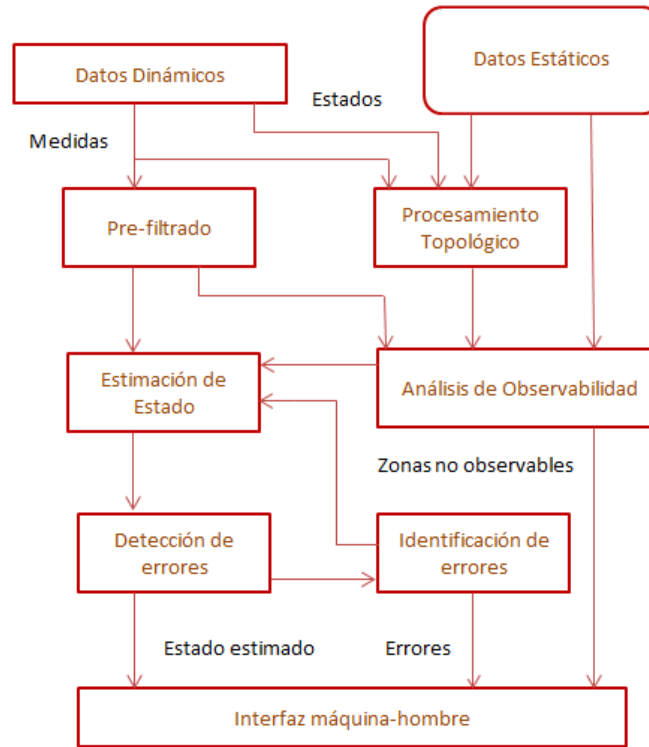 Datos Dinámicos
Datos Estáticos
Estados
Medidas
Pre-filtrado
Procesamiento
Topológico
Estimación de
Estado
Análisis de Observabilidad
Zonas no observables
Detección de
errores
Identificación de
errores
Estado estimado
Errores
Interfaz máquina-hombre